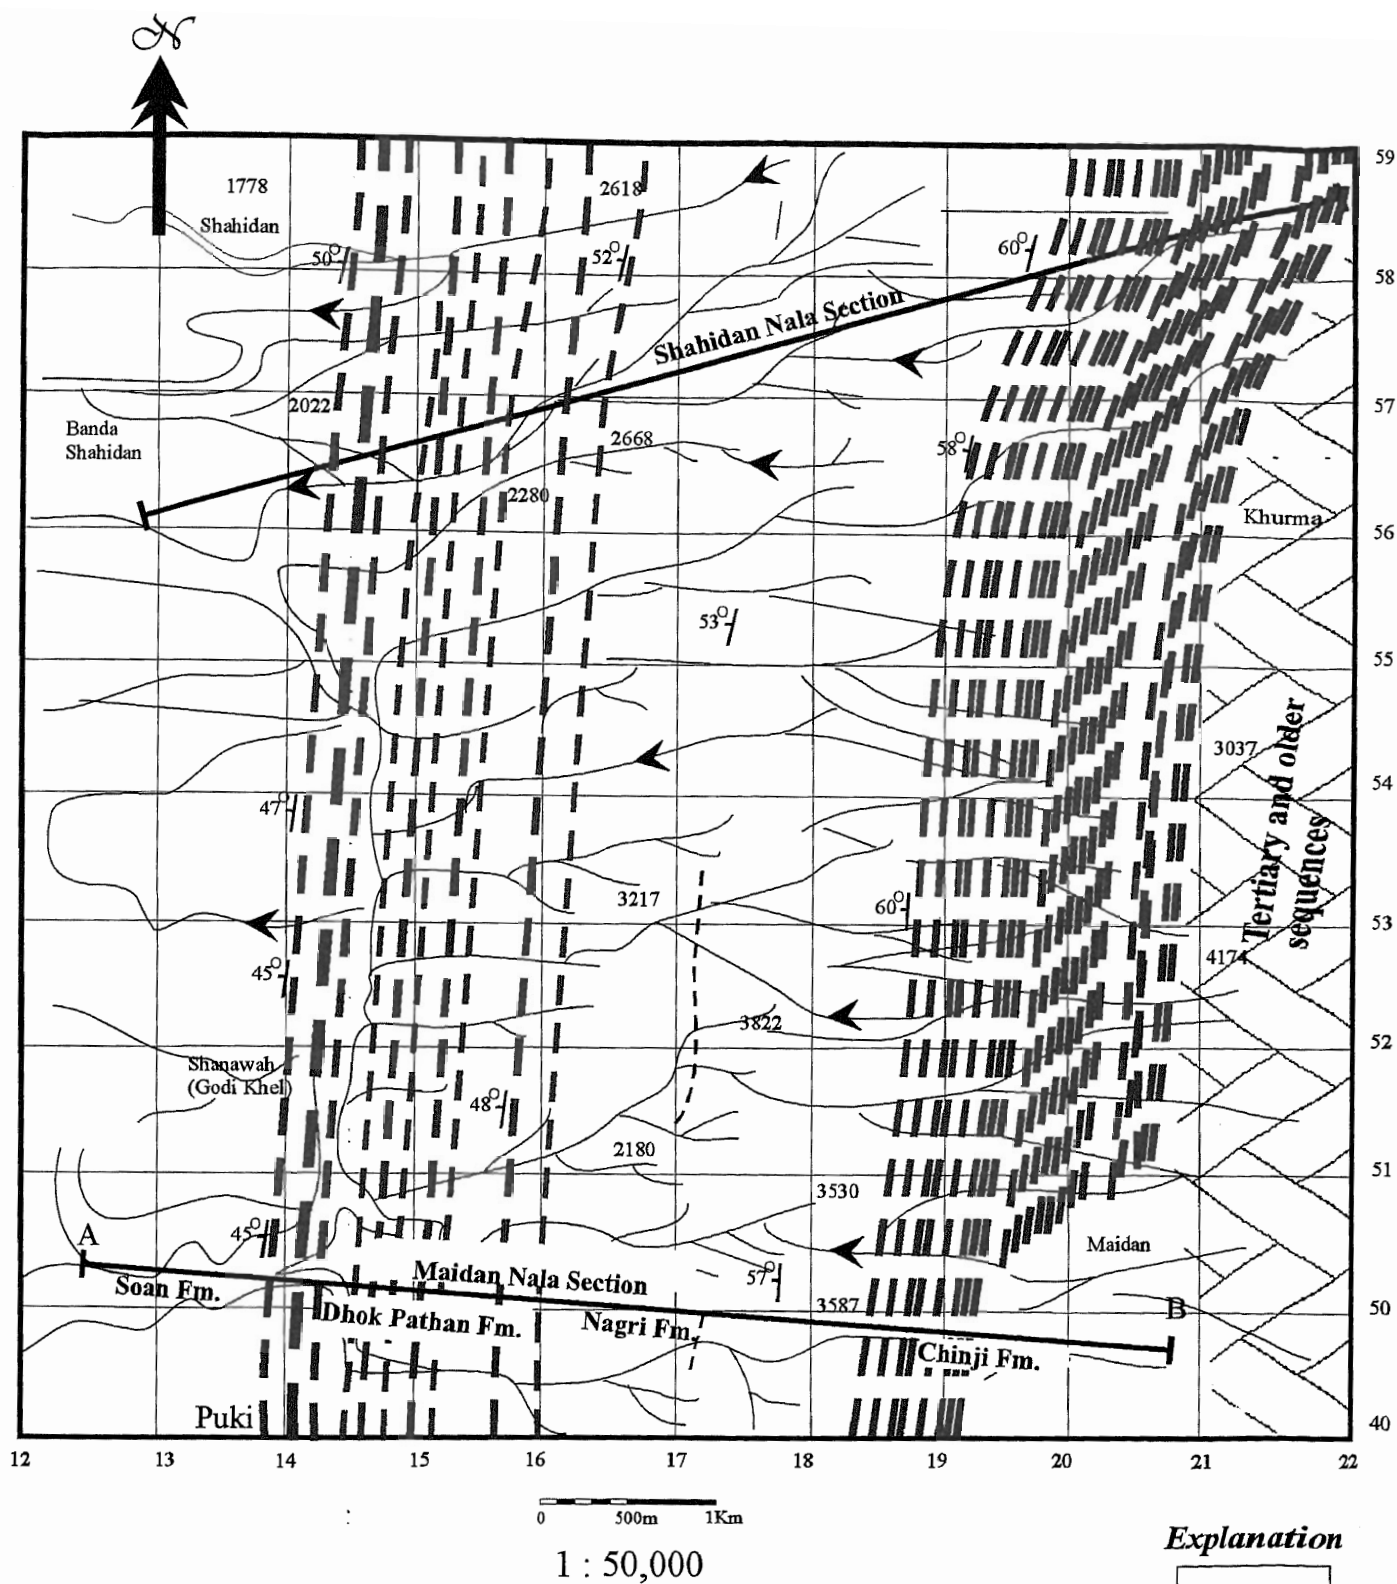 N
59
1778
2618
Shahidan
50°
52°
60°
58
Shahidan Nala Section
2022
57
Banda
Shahidan
2668
58°
2280
Khurma
56
53°
55
3037
54
47°
Tertiary and older
sequences
3217
60°
53
45°
4174
3822
52
Shanawah
(Godi Khel)
48°
2180
51
3530
45°
A
Maidan
Maidan Nala Section
57°
Soan Fm.
3587
B
50
Dhok Pathan Fm.
Nagri Fm.
Chinji Fm.
Puki
40
12 13 14 15 16 17 18 19 20 21 22
0 500m 1Km
1 : 50,000
Explanation